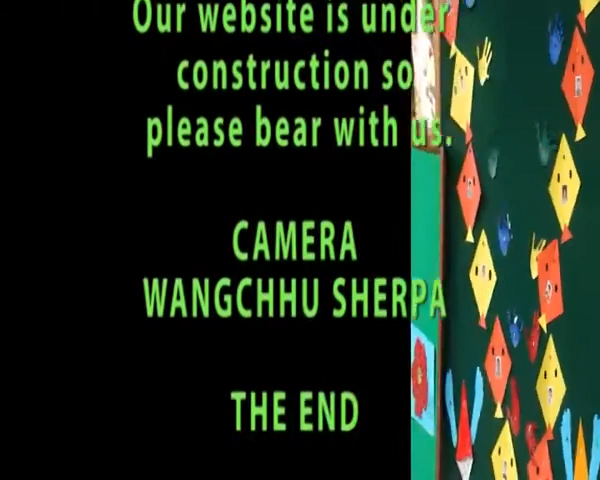 Our website is under
construction so
please bear with us.
CAMERA
WANGCHHU SHERPA
THE END